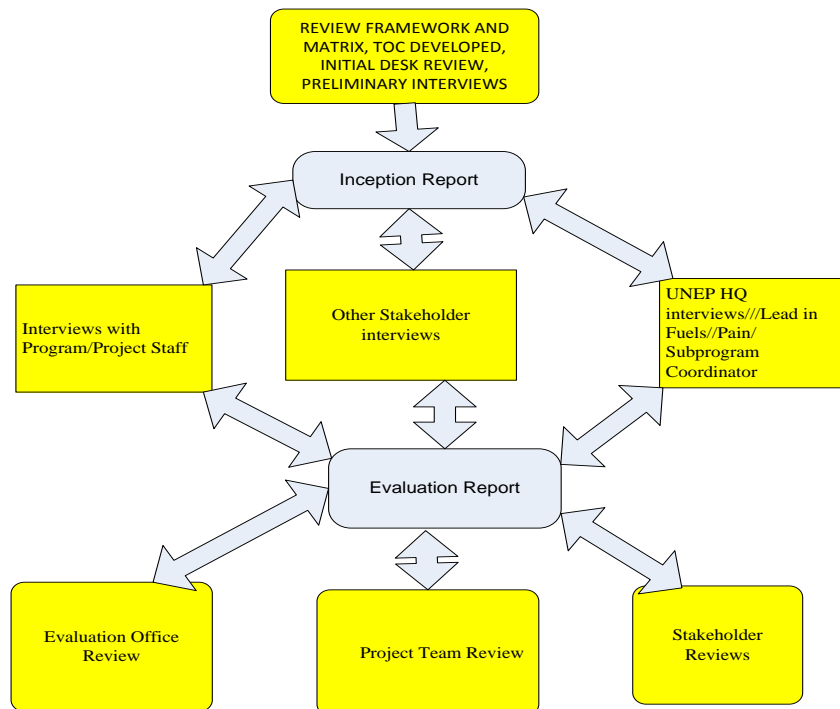 REVIEW FRAMEWORK AND
MATRIX, TOC DEVELOPED,
INITIAL DESK REVIEW,
PRELIMINARY INTERVIEWS
Inception Report
Interviews with
Program/Project Staff
Other Stakeholder
interviews
UNEP HQ
interviews///Lead in
Fuels//Pain/
Subprogram
Coordinator
Evaluation Report
Evaluation Office
Review
Project Team Review
Stakeholder
Reviews